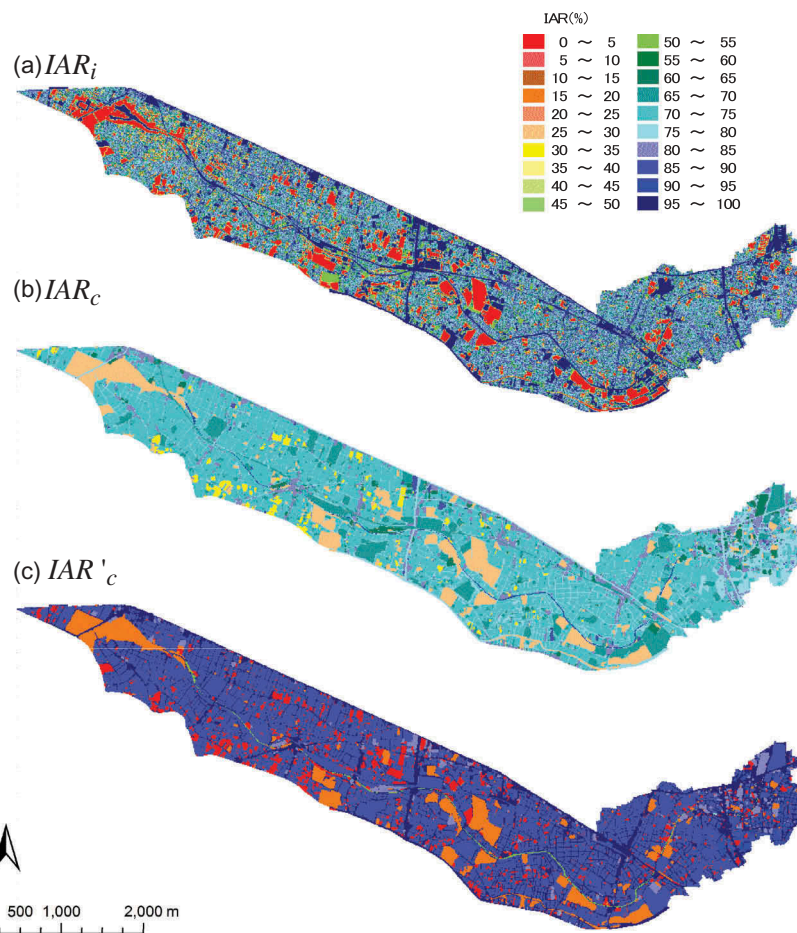 IAR(%)
0 ～ 5
5 ～ 10
10 ～ 15
15 ～ 20
20 ～ 25
25 ～ 30
30 ～ 35
35 ～ 40
40 ～ 45
45 ～ 50
50 ～ 55
55 ～ 60
60 ～ 65
65 ～ 70
70 ～ 75
75 ～ 80
80 ～ 85
85 ～ 90
90 ～ 95
95 ～ 100
(a) IARi
(b) IARc
(c) IAR'c
500 1,000 2,000 m